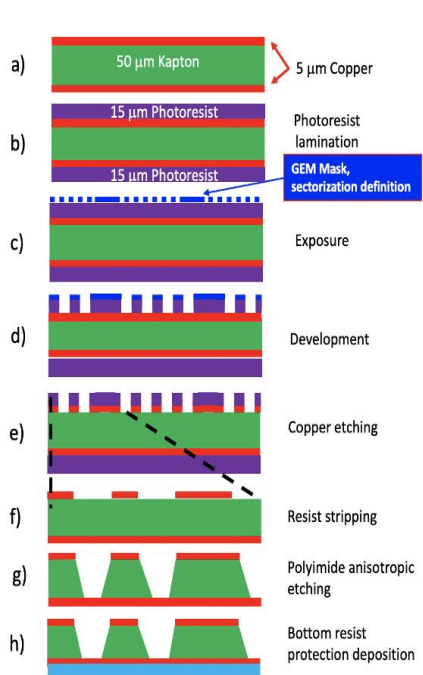 a)
50 µm Kapton
5 µm Copper
b)
15 µm Photoresist
15 µm Photoresist
Photoresist
lamination
GEM Mask,
sectorization definition
c)
Exposure
d)
Development
e)
Copper etching
f)
Resist stripping
g)
Polyimide anisotropic
etching
h)
Bottom resist
protection deposition